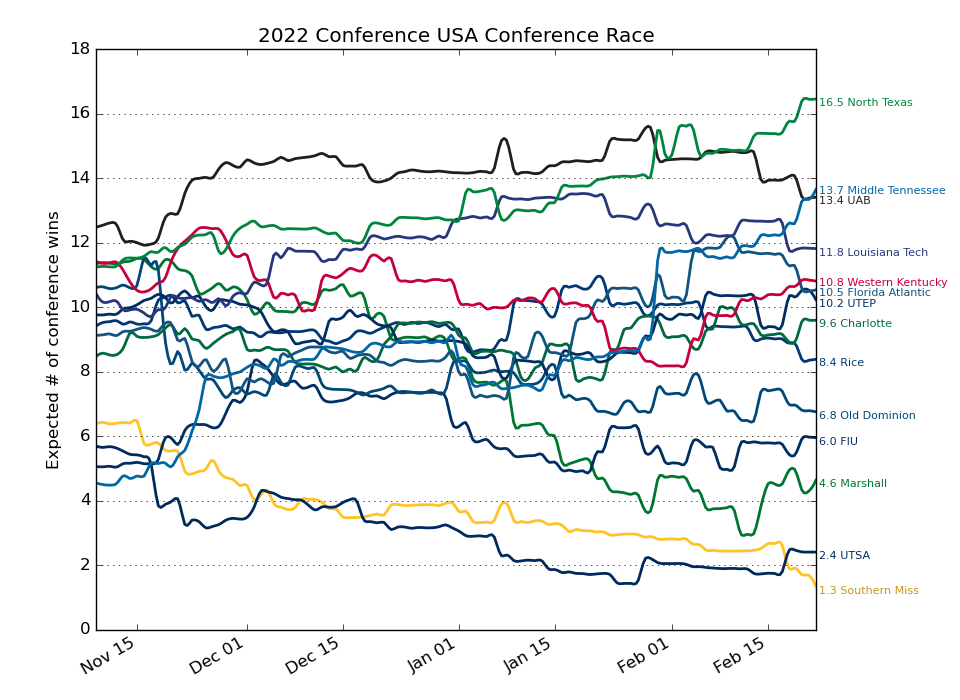 2022 Conference USA Conference Race
Expected # of conference wins
18
16
14
12
10
8
6
4
2
0
Nov 15
Dec 01
Dec 15
Jan 01
Jan 15
Feb 01
Feb 15
16.5 North Texas
13.7 Middle Tennessee
13.4 UAB
11.8 Louisiana Tech
10.8 Western Kentucky
10.5 Florida Atlantic
10.2 UTEP
9.6 Charlotte
8.4 Rice
6.8 Old Dominion
6.0 FIU
4.6 Marshall
2.4 UTSA
1.3 Southern Miss